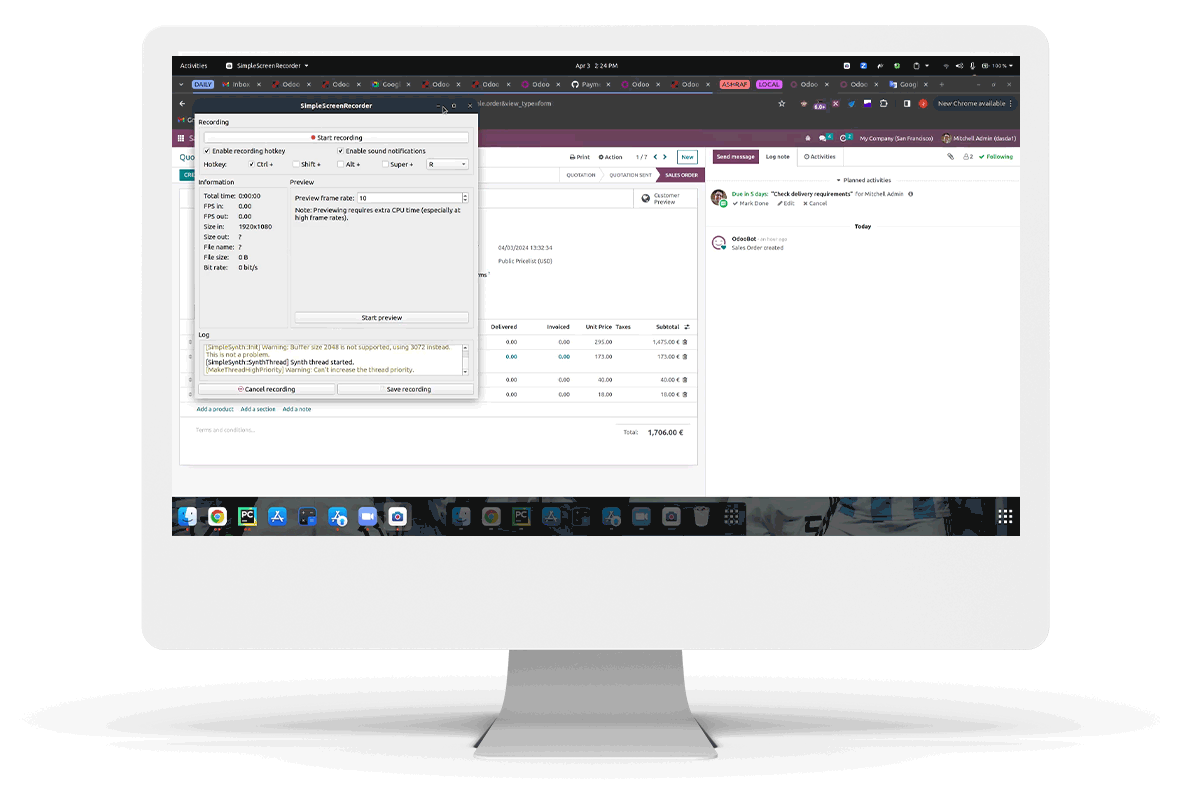 Activities SimpleScreenRecorder Apr 3 2:24 PM 100 %
DAILY Inbox Odoo Odoo Googl Odoo Odoo Odoo Payme Odoo Odoo ASHRAF LOCAL Odoo Odoo Googl
SimpleScreenRecorder
le.order&view_type=form
New Chrome available
Recording
Start recording
Enable recording hotkey Enable sound notifications
Hotkey: Ctrl + Shift + Alt + Super + R
Information
Total time: 0:00:00
FPS in: 0.00
FPS out: 0.00
Size in: 1920x1080
Size out: ?
File name: ?
File size: 0 B
Bit rate: 0 bit/s
Preview
Preview frame rate: 10
Note: Previewing requires extra CPU time (especially at
high frame rates).
Start preview
Log
[SimpleSynth::Init] Warning: Buffer size 2048 is not supported, using 3072 instead.
This is not a problem.
[SimpleSynth::SynthThread] Synth thread started.
[MakeThreadHighPriority] Warning: Can't increase the thread priority.
Cancel recording Save recording
My Company (San Francisco) Mitchell Admin (dasda1)
Quo
Print Action 1 / 7 New
CRE
QUOTATION QUOTATION SENT SALES ORDER
Customer
Preview
04/03/2024 13:32:34
Public Pricelist (USD)
Delivered Invoiced Unit Price Taxes Subtotal
0.00 0.00 295.00 1,475.00 €
0.00 0.00 173.00 173.00 €
0.00 0.00 40.00 40.00 €
0.00 0.00 18.00 18.00 €
Add a product Add a section Add a note
Terms and conditions...
Total: 1,706.00 €
Send message Log note Activities 2 Following
Planned activities
Due in 5 days: "Check delivery requirements" for Mitchell Admin
Mark Done Edit Cancel
Today
OdooBot - an hour ago
Sales Order created